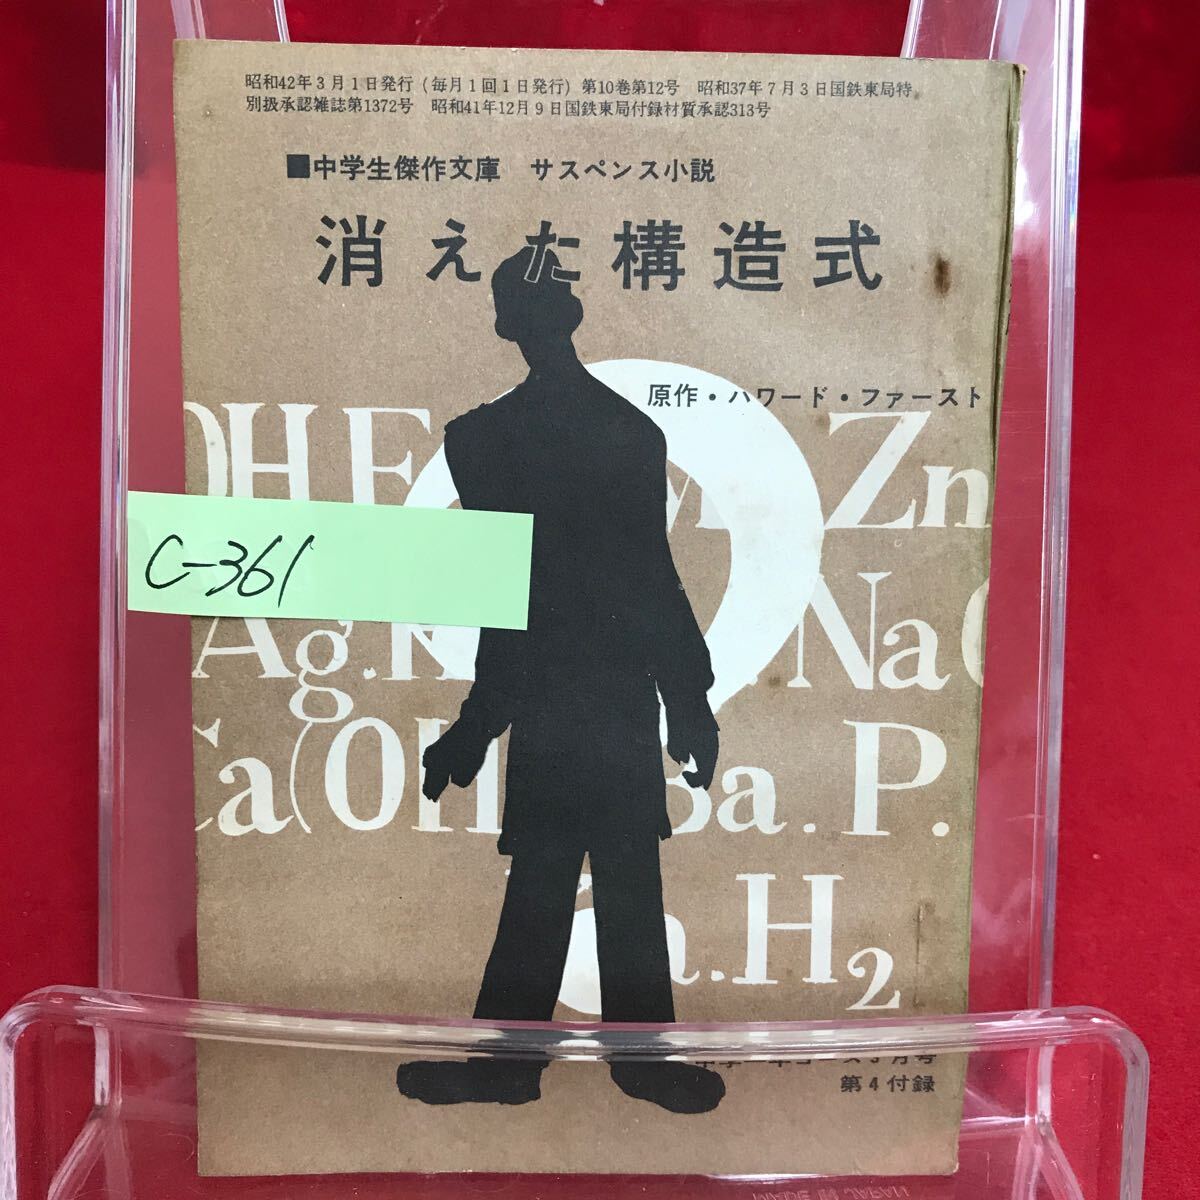 昭和42年3月1日発行（毎月1回1日発行）第10巻第12号　昭和37年7月3日国鉄東局特
別扱承認雑誌第1372号　昭和41年12月9日国鉄東局付録材質承認313号
■中学生傑作文庫　サスペンス小説
消えた構造式
原作・ハワード・ファースト
Zn
C-361
Ag.
Na
(OH
Ba.P.
.H2
月号
第4付録